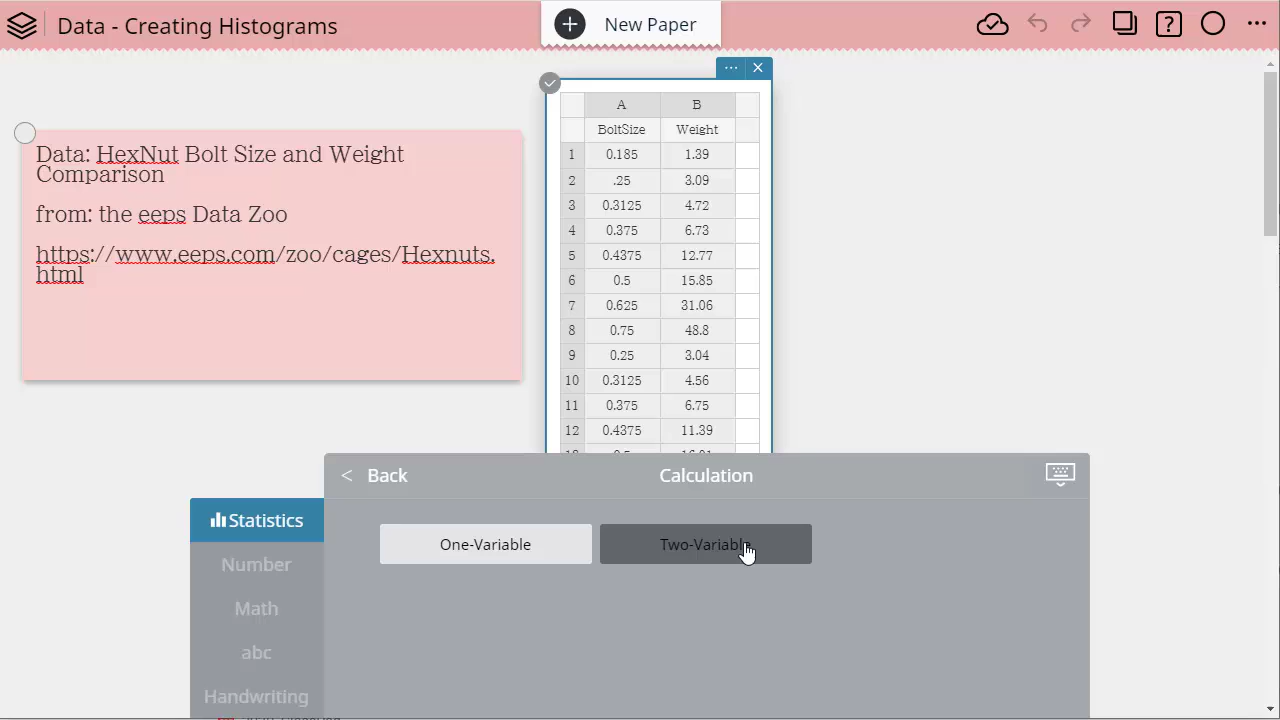 Data - Creating Histograms
New Paper
Data: HexNut Bolt Size and Weight
Comparison
from: the eeps Data Zoo
https://www.eeps.com/zoo/cages/Hexnuts.
html
A B
BoltSize Weight
1 0.185 1.39
2 .25 3.09
3 0.3125 4.72
4 0.375 6.73
5 0.4375 12.77
6 0.5 15.85
7 0.625 31.06
8 0.75 48.8
9 0.25 3.04
10 0.3125 4.56
11 0.375 6.75
12 0.4375 11.39
< Back Calculation
Statistics
One-Variable Two-Variable
Number
Math
abc
Handwriting